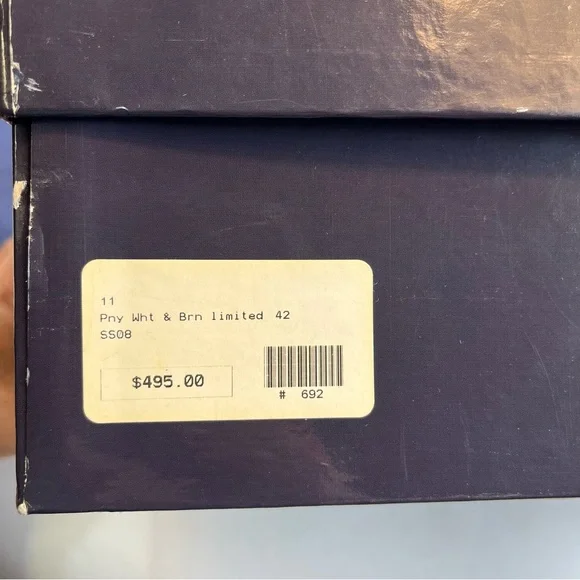 11
Pny Wht & Brn limited 42
SS08
$495.00
# 692